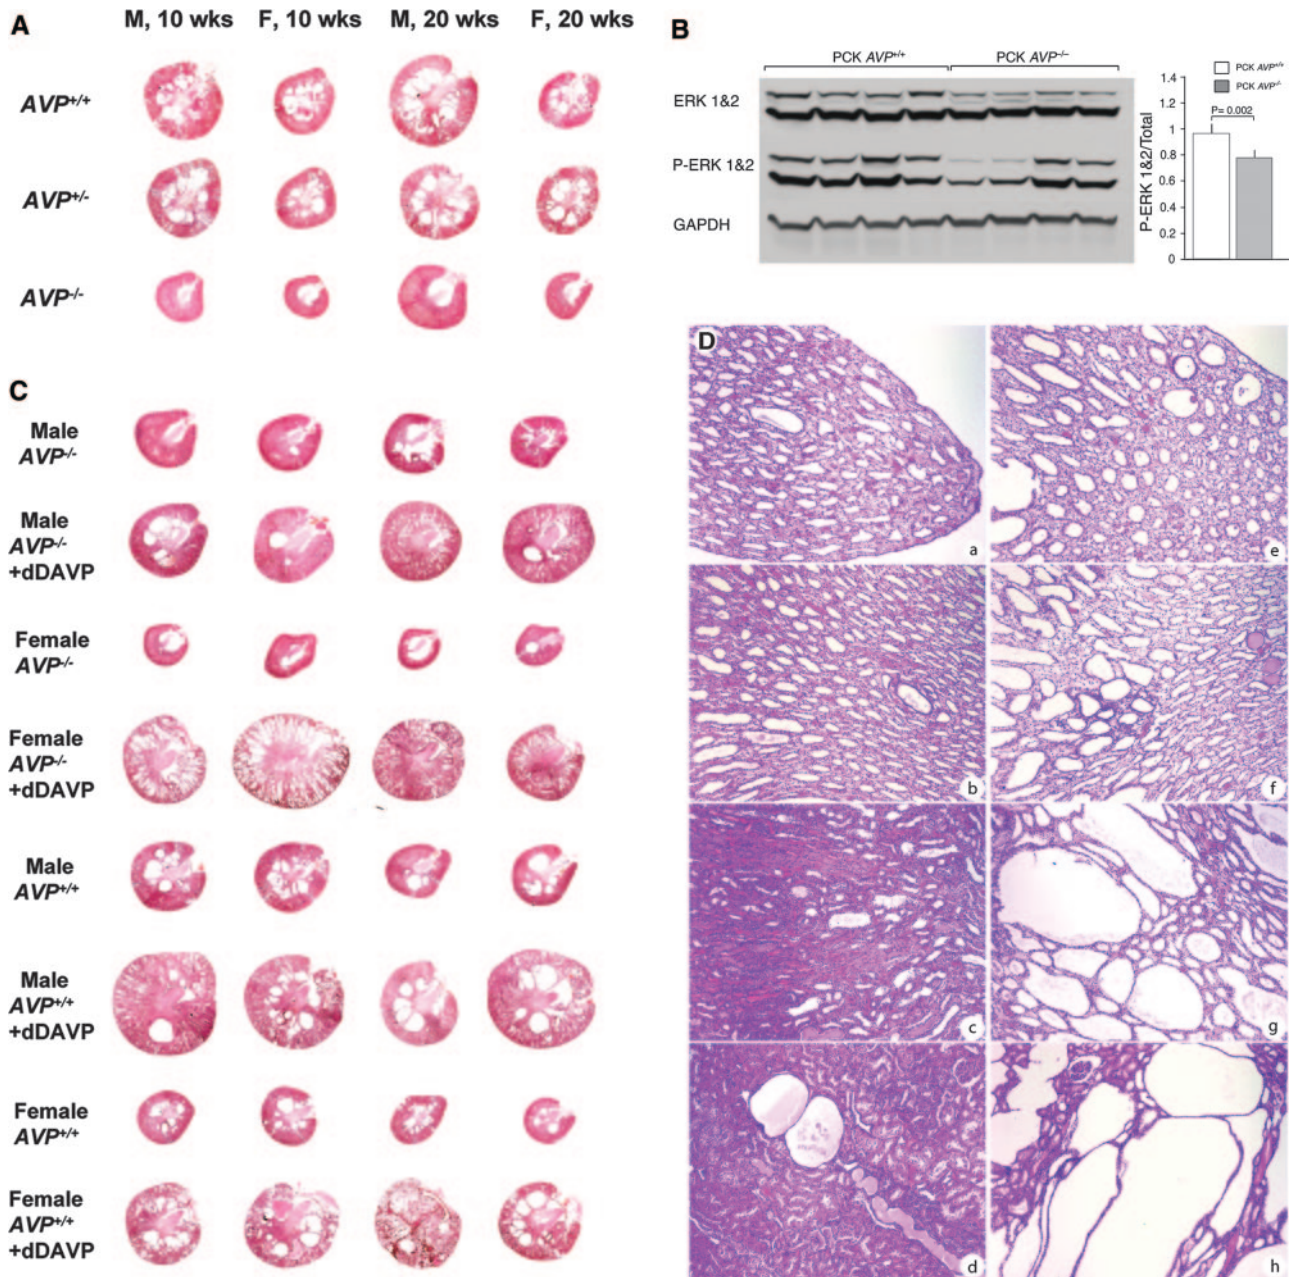 A
M, 10 wks F, 10 wks M, 20 wks F, 20 wks
AVP+/+
AVP+/-
AVP-/-
B
PCK AVP+/+ PCK AVP-/-
ERK 1&2
P-ERK 1&2
GAPDH
PCK AVP+/+
PCK AVP-/-
P= 0.002
P-ERK 1&2/Total
1.4
1.2
1
0.8
0.6
0.4
0.2
0
C
Male
AVP-/-
Male
AVP-/-
+dDAVP
Female
AVP-/-
Female
AVP-/-
+dDAVP
Male
AVP+/+
Male
AVP+/+
+dDAVP
Female
AVP+/+
Female
AVP+/+
+dDAVP
D
a
e
b
f
c
g
d
h